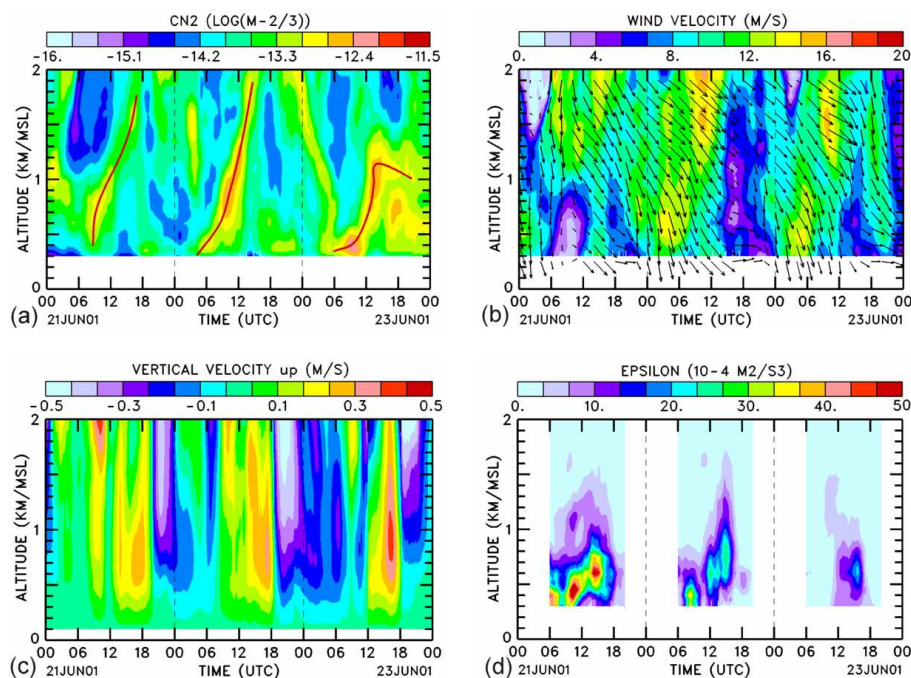 CN2 (LOG(M-2/3))
-16. -15.1 -14.2 -13.3 -12.4 -11.5
ALTITUDE (KM/MSL)
2
1
0
00 06 12 18 00 06 12 18 00 06 12 18 00
(a) 21JUN01 TIME (UTC) 23JUN01
WIND VELOCITY (M/S)
0. 4. 8. 12. 16. 20
ALTITUDE (KM/MSL)
2
1
0
00 06 12 18 00 06 12 18 00 06 12 18 00
(b) 21JUN01 TIME (UTC) 23JUN01
VERTICAL VELOCITY up (M/S)
-0.5 -0.3 -0.1 0.1 0.3 0.5
ALTITUDE (KM/MSL)
2
1
0
00 06 12 18 00 06 12 18 00 06 12 18 00
(c) 21JUN01 TIME (UTC) 23JUN01
EPSILON (10-4 M2/S3)
0. 10. 20. 30. 40. 50
ALTITUDE (KM/MSL)
2
1
0
00 06 12 18 00 06 12 18 00 06 12 18 00
(d) 21JUN01 TIME (UTC) 23JUN01